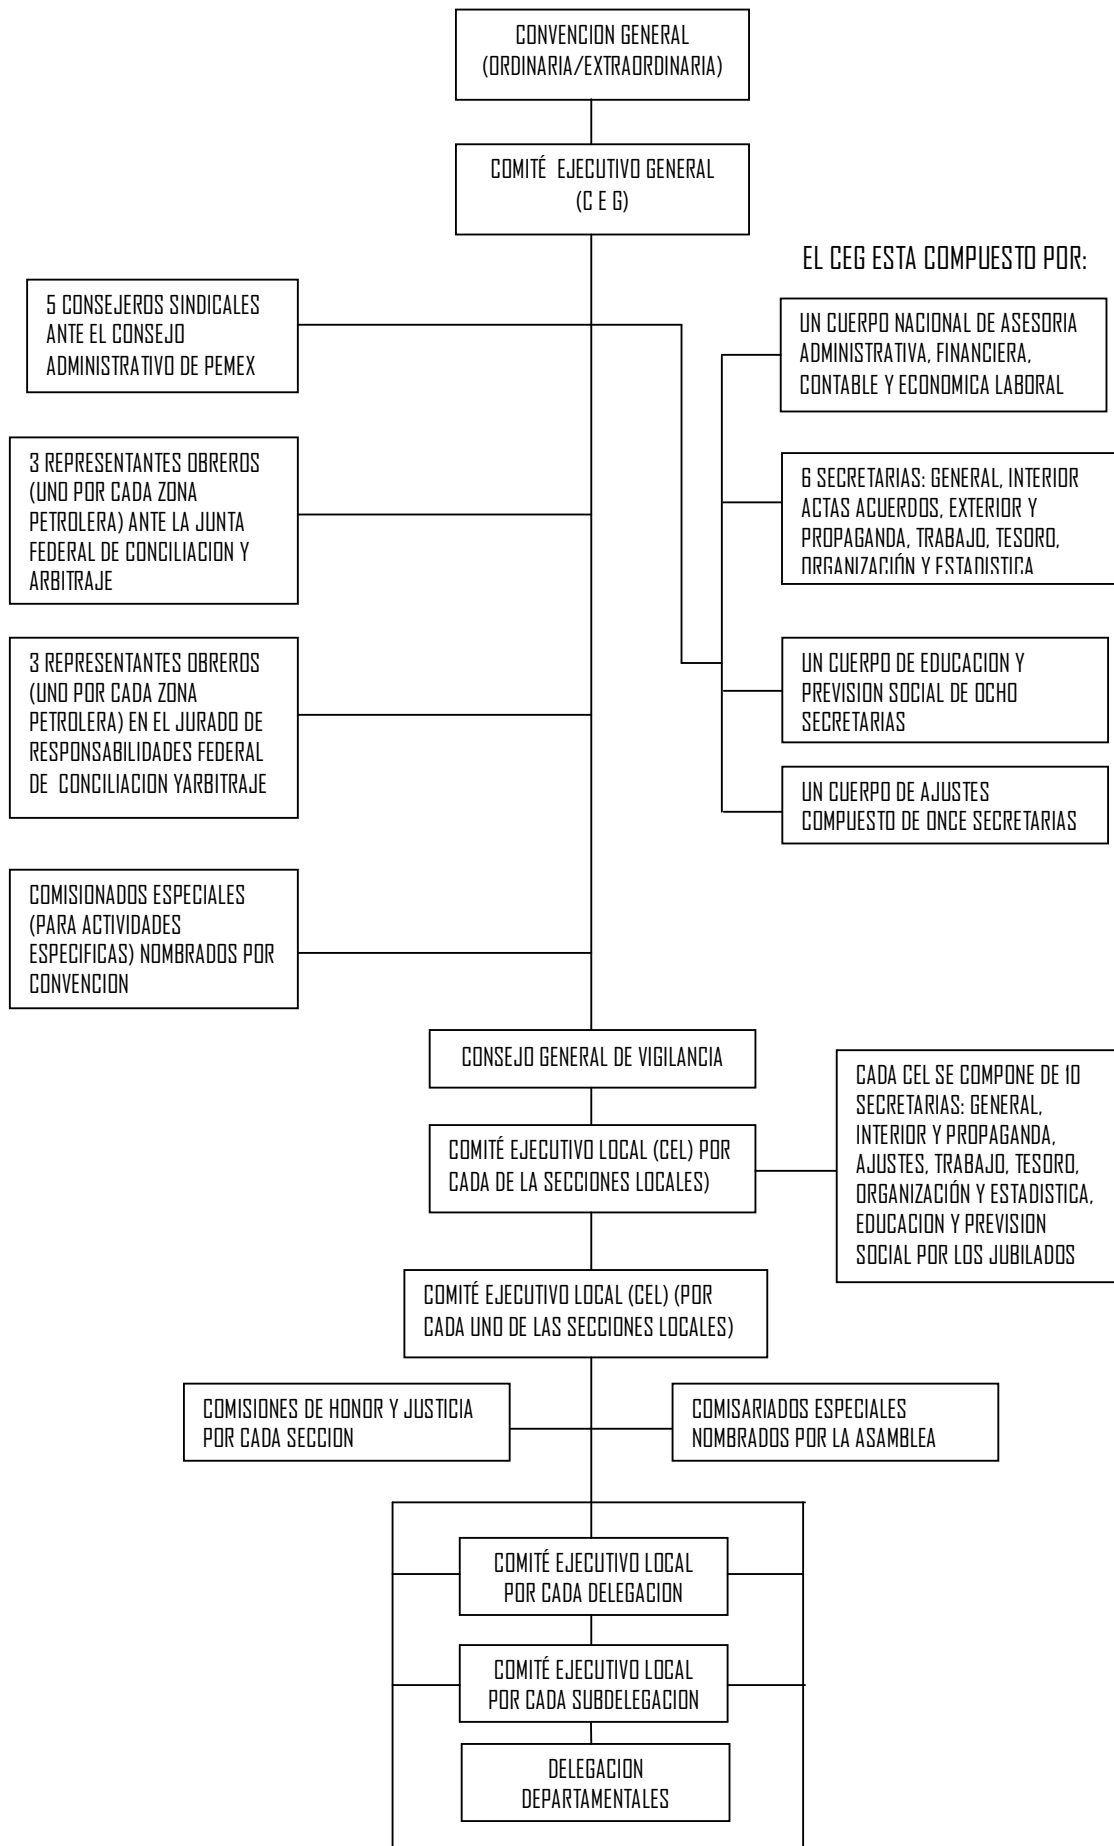 CONVENCION GENERAL
(ORDINARIA/EXTRAORDINARIA)
COMITÉ EJECUTIVO GENERAL
(C E G)
EL CEG ESTA COMPUESTO POR:
5 CONSEJEROS SINDICALES
ANTE EL CONSEJO
ADMINISTRATIVO DE PEMEX
UN CUERPO NACIONAL DE ASESORIA
ADMINISTRATIVA, FINANCIERA,
CONTABLE Y ECONOMICA LABORAL
3 REPRESENTANTES OBREROS
(UNO POR CADA ZONA
PETROLERA) ANTE LA JUNTA
FEDERAL DE CONCILIACION Y
ARBITRAJE
6 SECRETARIAS: GENERAL, INTERIOR
ACTAS ACUERDOS, EXTERIOR Y
PROPAGANDA, TRABAJO, TESORO,
ORGANIZACIÓN Y ESTADISTICA
3 REPRESENTANTES OBREROS
(UNO POR CADA ZONA
PETROLERA) EN EL JURADO DE
RESPONSABILIDADES FEDERAL
DE CONCILIACION YARBITRAJE
UN CUERPO DE EDUCACION Y
PREVISION SOCIAL DE OCHO
SECRETARIAS
UN CUERPO DE AJUSTES
COMPUESTO DE ONCE SECRETARIAS
COMISIONADOS ESPECIALES
(PARA ACTIVIDADES
ESPECIFICAS) NOMBRADOS POR
CONVENCION
CONSEJO GENERAL DE VIGILANCIA
COMITÉ EJECUTIVO LOCAL (CEL) POR
CADA DE LA SECCIONES LOCALES)
CADA CEL SE COMPONE DE 10
SECRETARIAS: GENERAL,
INTERIOR Y PROPAGANDA,
AJUSTES, TRABAJO, TESORO,
ORGANIZACIÓN Y ESTADISTICA,
EDUCACION Y PREVISION
SOCIAL POR LOS JUBILADOS
COMITÉ EJECUTIVO LOCAL (CEL) (POR
CADA UNO DE LAS SECCIONES LOCALES)
COMISIONES DE HONOR Y JUSTICIA
POR CADA SECCION
COMISARIADOS ESPECIALES
NOMBRADOS POR LA ASAMBLEA
COMITÉ EJECUTIVO LOCAL
POR CADA DELEGACION
COMITÉ EJECUTIVO LOCAL
POR CADA SUBDELEGACION
DELEGACION
DEPARTAMENTALES